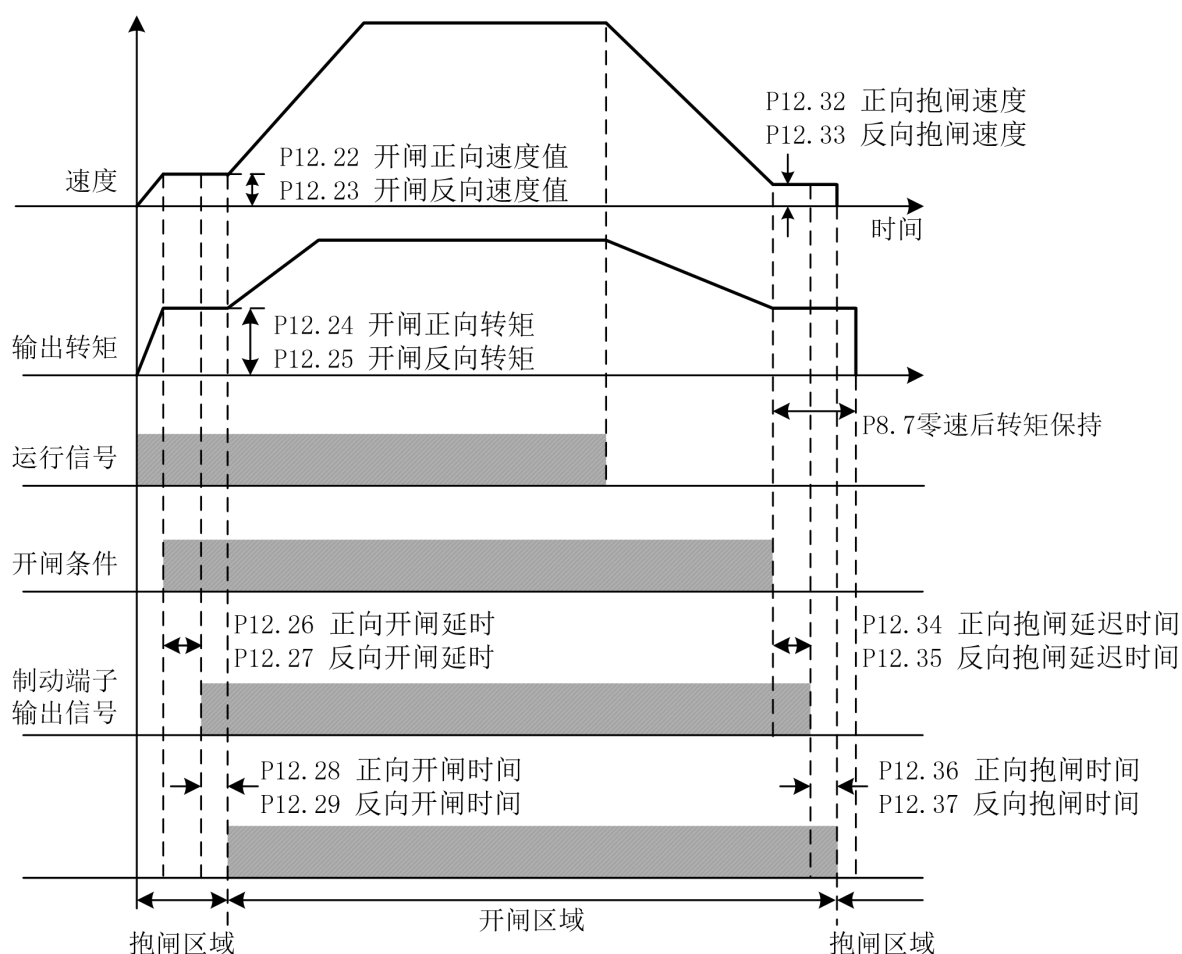 P12.32 正向抱闸速度
P12.33 反向抱闸速度
P12.22 开闸正向速度值
P12.23 开闸反向速度值
速度
时间
P12.24 开闸正向转矩
P12.25 开闸反向转矩
输出转矩
P8.7零速后转矩保持
运行信号
开闸条件
P12.26 正向开闸延时
P12.27 反向开闸延时
P12.34 正向抱闸延迟时间
P12.35 反向抱闸延迟时间
制动端子
输出信号
P12.28 正向开闸时间
P12.29 反向开闸时间
P12.36 正向抱闸时间
P12.37 反向抱闸时间
开闸区域
抱闸区域
抱闸区域